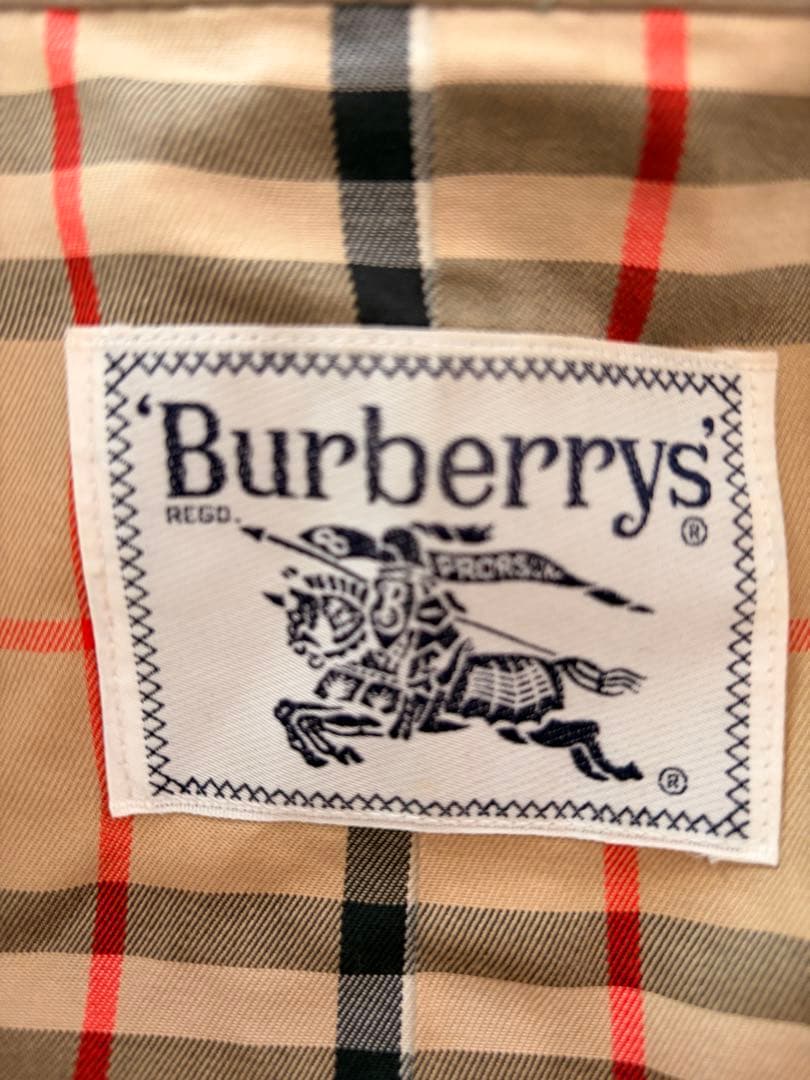 'Burberrys'
REGD. ®
B
PRORSUM
B
®